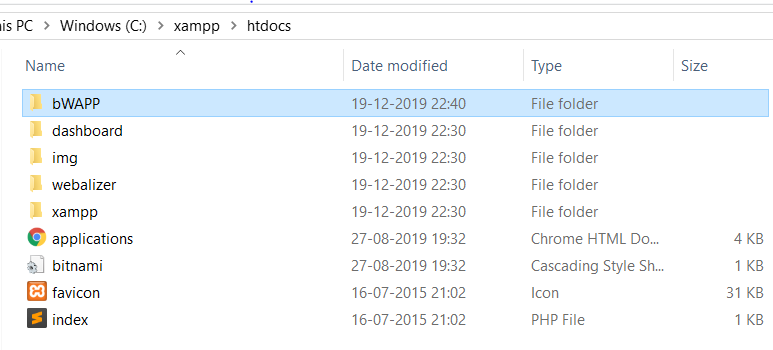 his PC > Windows (C:) > xampp > htdocs
Name Date modified Type Size
bWAPP 19-12-2019 22:40 File folder
dashboard 19-12-2019 22:30 File folder
img 19-12-2019 22:30 File folder
webalizer 19-12-2019 22:30 File folder
xampp 19-12-2019 22:30 File folder
applications 27-08-2019 19:32 Chrome HTML Do... 4 KB
bitnami 27-08-2019 19:32 Cascading Style Sh... 1 KB
favicon 16-07-2015 21:02 Icon 31 KB
index 16-07-2015 21:02 PHP File 1 KB